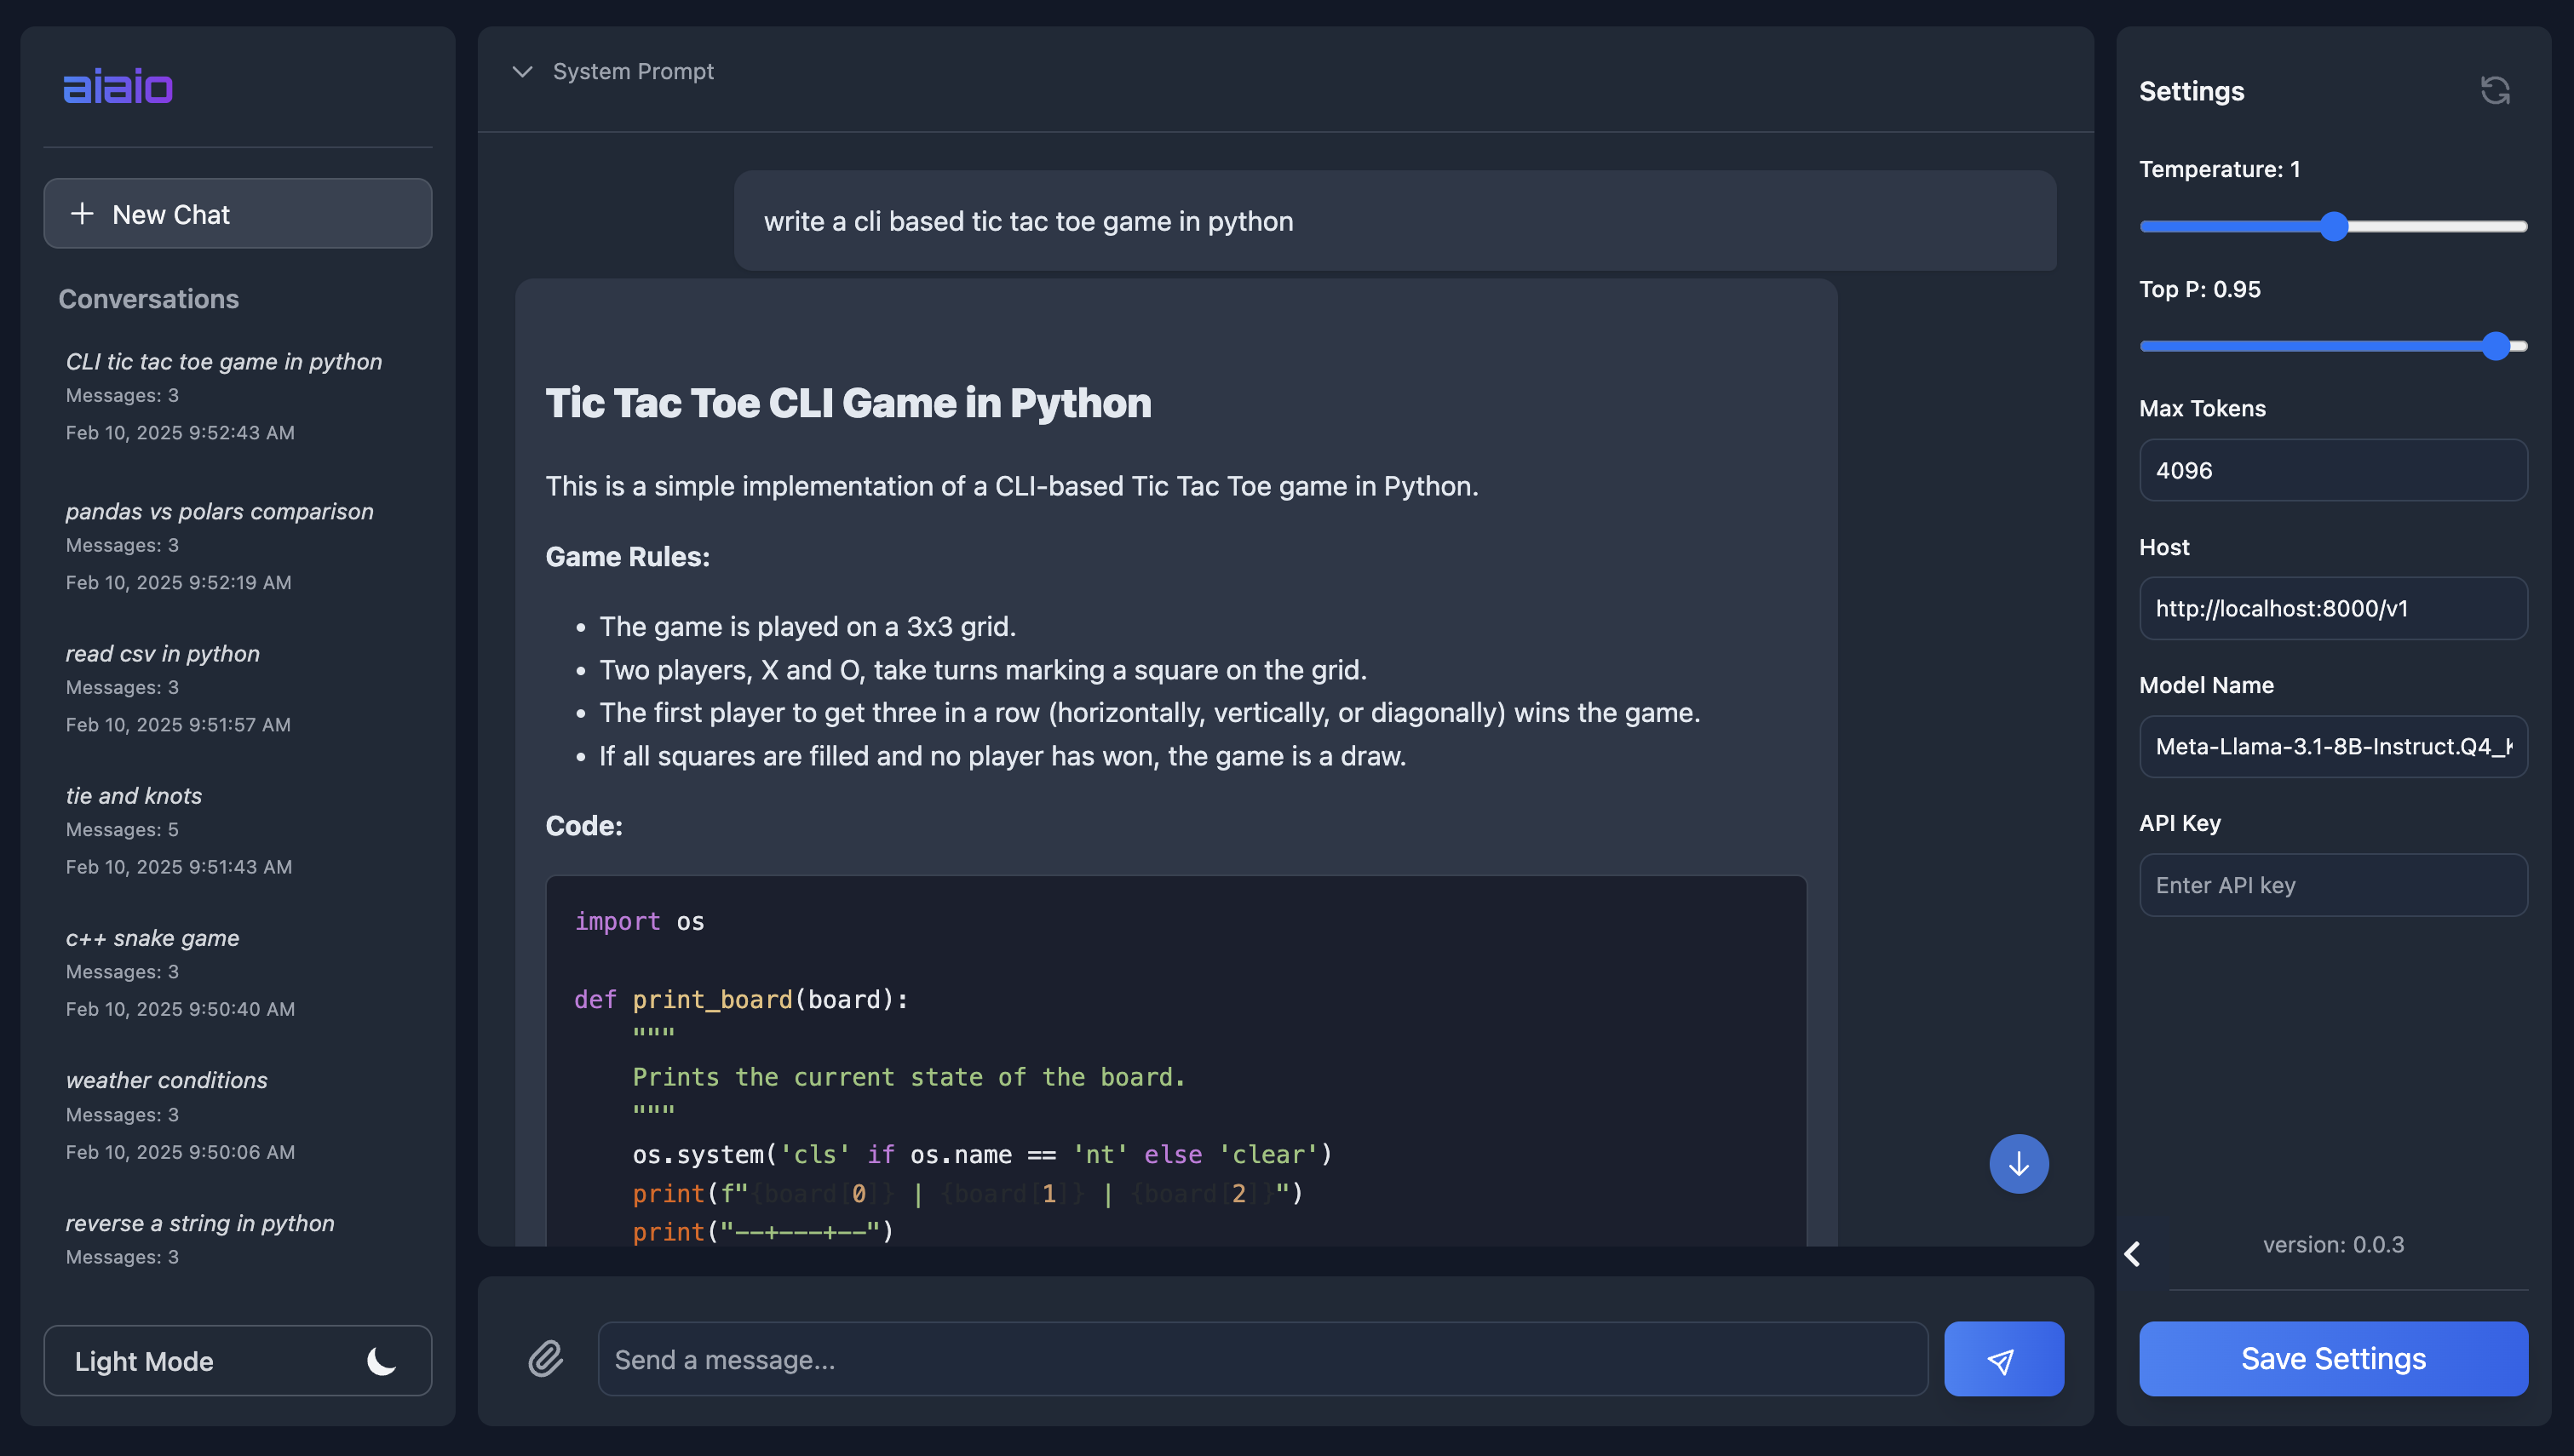 aiaio
New Chat
Conversations
CLI tic tac toe game in python
Messages: 3
Feb 10, 2025 9:52:43 AM
pandas vs polars comparison
Messages: 3
Feb 10, 2025 9:52:19 AM
read csv in python
Messages: 3
Feb 10, 2025 9:51:57 AM
tie and knots
Messages: 5
Feb 10, 2025 9:51:43 AM
c++ snake game
Messages: 3
Feb 10, 2025 9:50:40 AM
weather conditions
Messages: 3
Feb 10, 2025 9:50:06 AM
reverse a string in python
Messages: 3
Light Mode
System Prompt
write a cli based tic tac toe game in python
Tic Tac Toe CLI Game in Python
This is a simple implementation of a CLI-based Tic Tac Toe game in Python.
Game Rules:
• The game is played on a 3x3 grid.
• Two players, X and O, take turns marking a square on the grid.
• The first player to get three in a row (horizontally, vertically, or diagonally) wins the game.
• If all squares are filled and no player has won, the game is a draw.
Code:
import os
def print_board(board):
"""
Prints the current state of the board.
"""
os.system('cls' if os.name == 'nt' else 'clear')
print(f"{board[0]} | {board[1]} | {board[2]}")
print("--+---+--")
Send a message...
Settings
Temperature: 1
Top P: 0.95
Max Tokens
4096
Host
http://localhost:8000/v1
Model Name
Meta-Llama-3.1-8B-Instruct.Q4_
API Key
Enter API key
version: 0.0.3
Save Settings